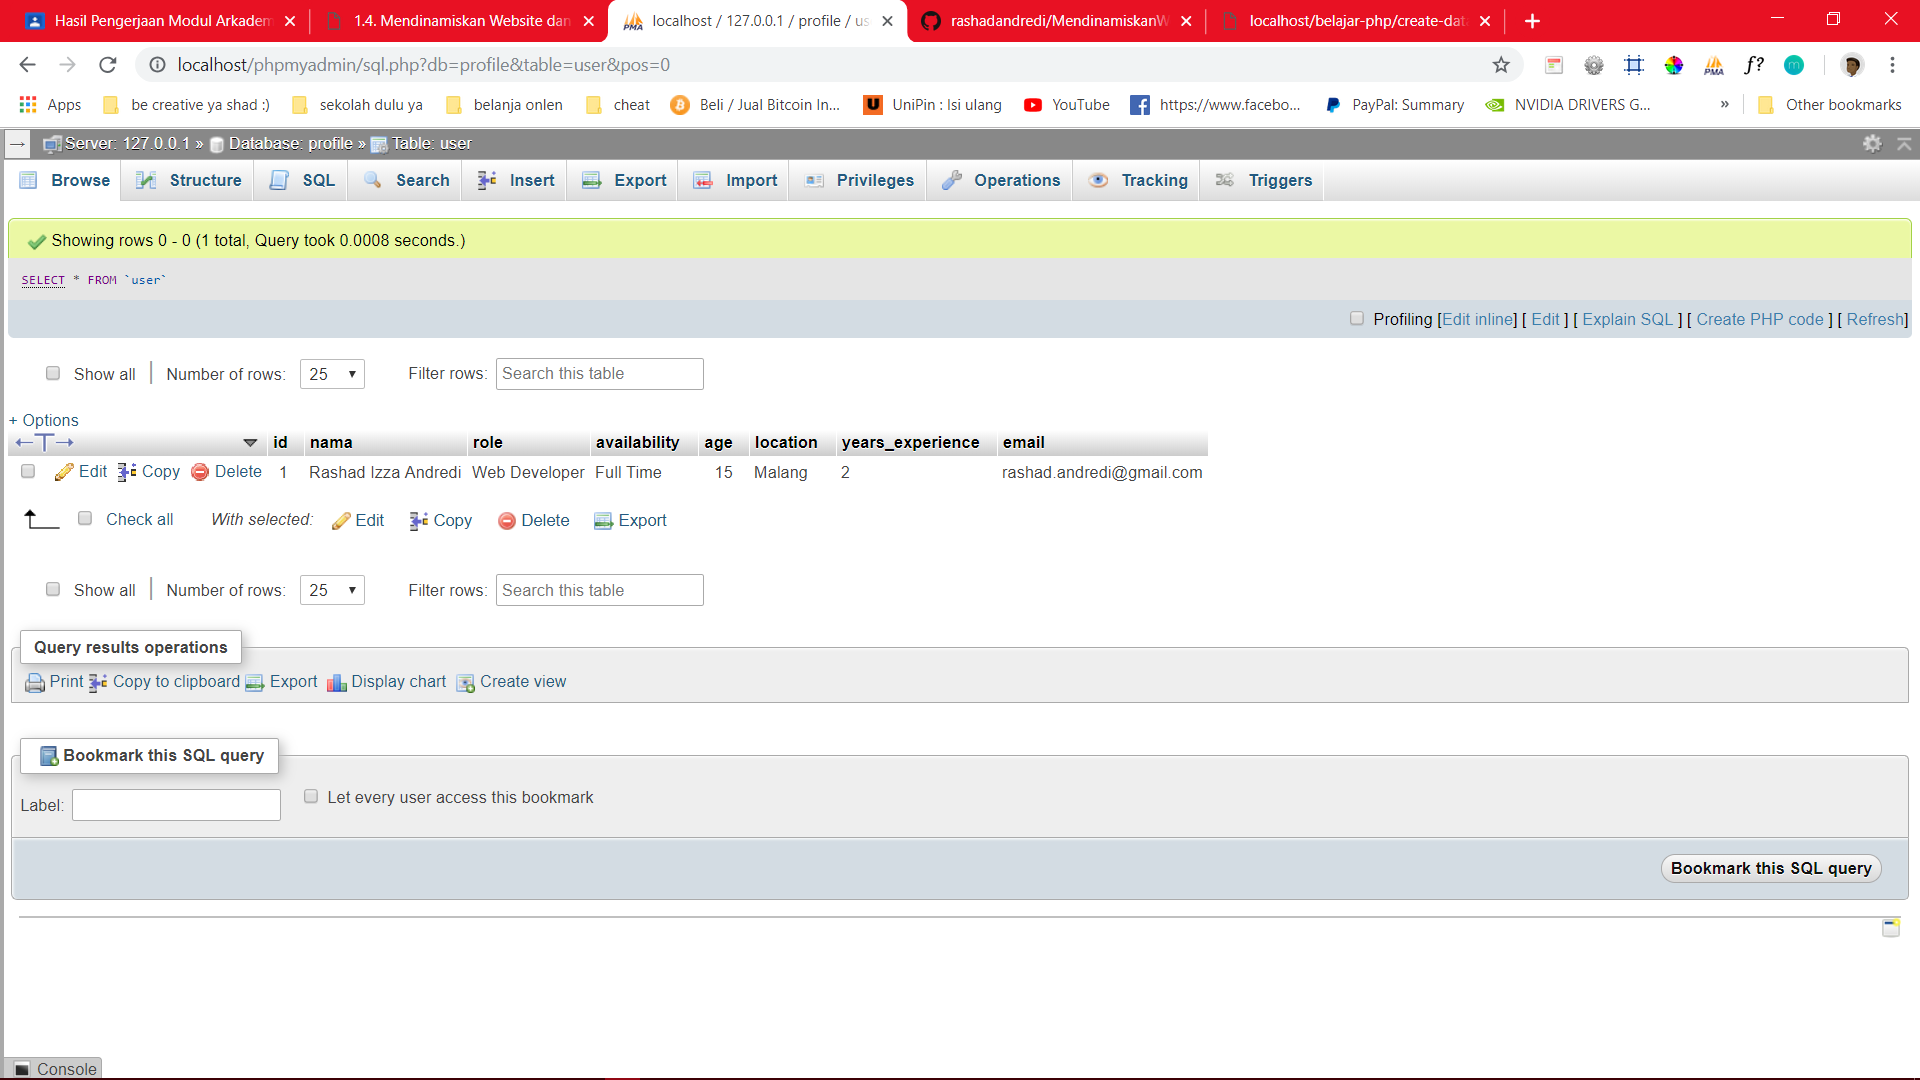 Hasil Pengerjaan Modul Arkadem
1.4. Mendinamiskan Website dan
localhost / 127.0.0.1 / profile / us
rashadandredi/MendinamiskanW
localhost/belajar-php/create-dat
localhost/phpmyadmin/sql.php?db=profile&table=user&pos=0
f?
PMA
m
Apps
be creative ya shad :)
sekolah dulu ya
belanja onlen
cheat
Beli / Jual Bitcoin In...
UniPin : Isi ulang
YouTube
https://www.facebo...
PayPal: Summary
NVIDIA DRIVERS G...
»
Other bookmarks
Server: 127.0.0.1 » Database: profile » Table: user
Browse Structure SQL Search Insert Export Import Privileges Operations Tracking Triggers
Showing rows 0 - 0 (1 total, Query took 0.0008 seconds.)
SELECT * FROM `user`
Profiling [Edit inline] [ Edit ] [ Explain SQL ] [ Create PHP code ] [ Refresh]
Show all Number of rows: 25 Filter rows: Search this table
+ Options
←T→ id nama role availability age location years_experience email
Edit Copy Delete 1 Rashad Izza Andredi Web Developer Full Time 15 Malang 2 rashad.andredi@gmail.com
Check all With selected: Edit Copy Delete Export
Show all Number of rows: 25 Filter rows: Search this table
Query results operations
Print Copy to clipboard Export Display chart Create view
Bookmark this SQL query
Label: Let every user access this bookmark
Bookmark this SQL query
Console